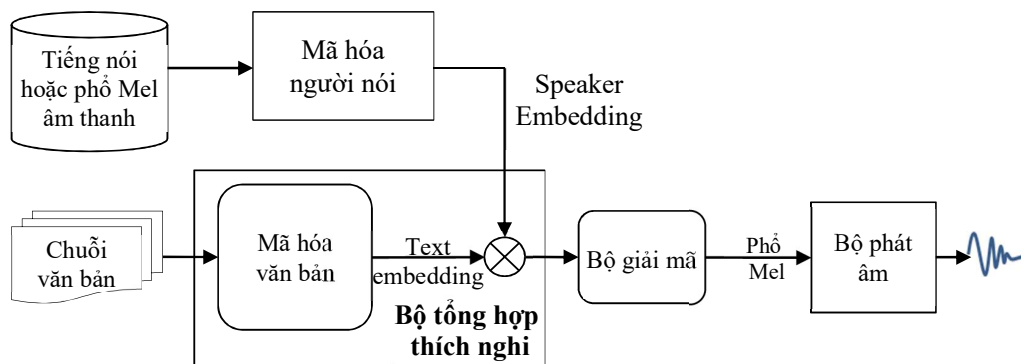 Tiếng nói
hoặc phổ Mel
âm thanh
Mã hóa
người nói
Speaker
Embedding
Chuỗi
văn bản
Mã hóa
văn bản
Text
embedding
Bộ tổng hợp
thích nghi
Bộ giải mã
Phổ
Mel
Bộ phát
âm